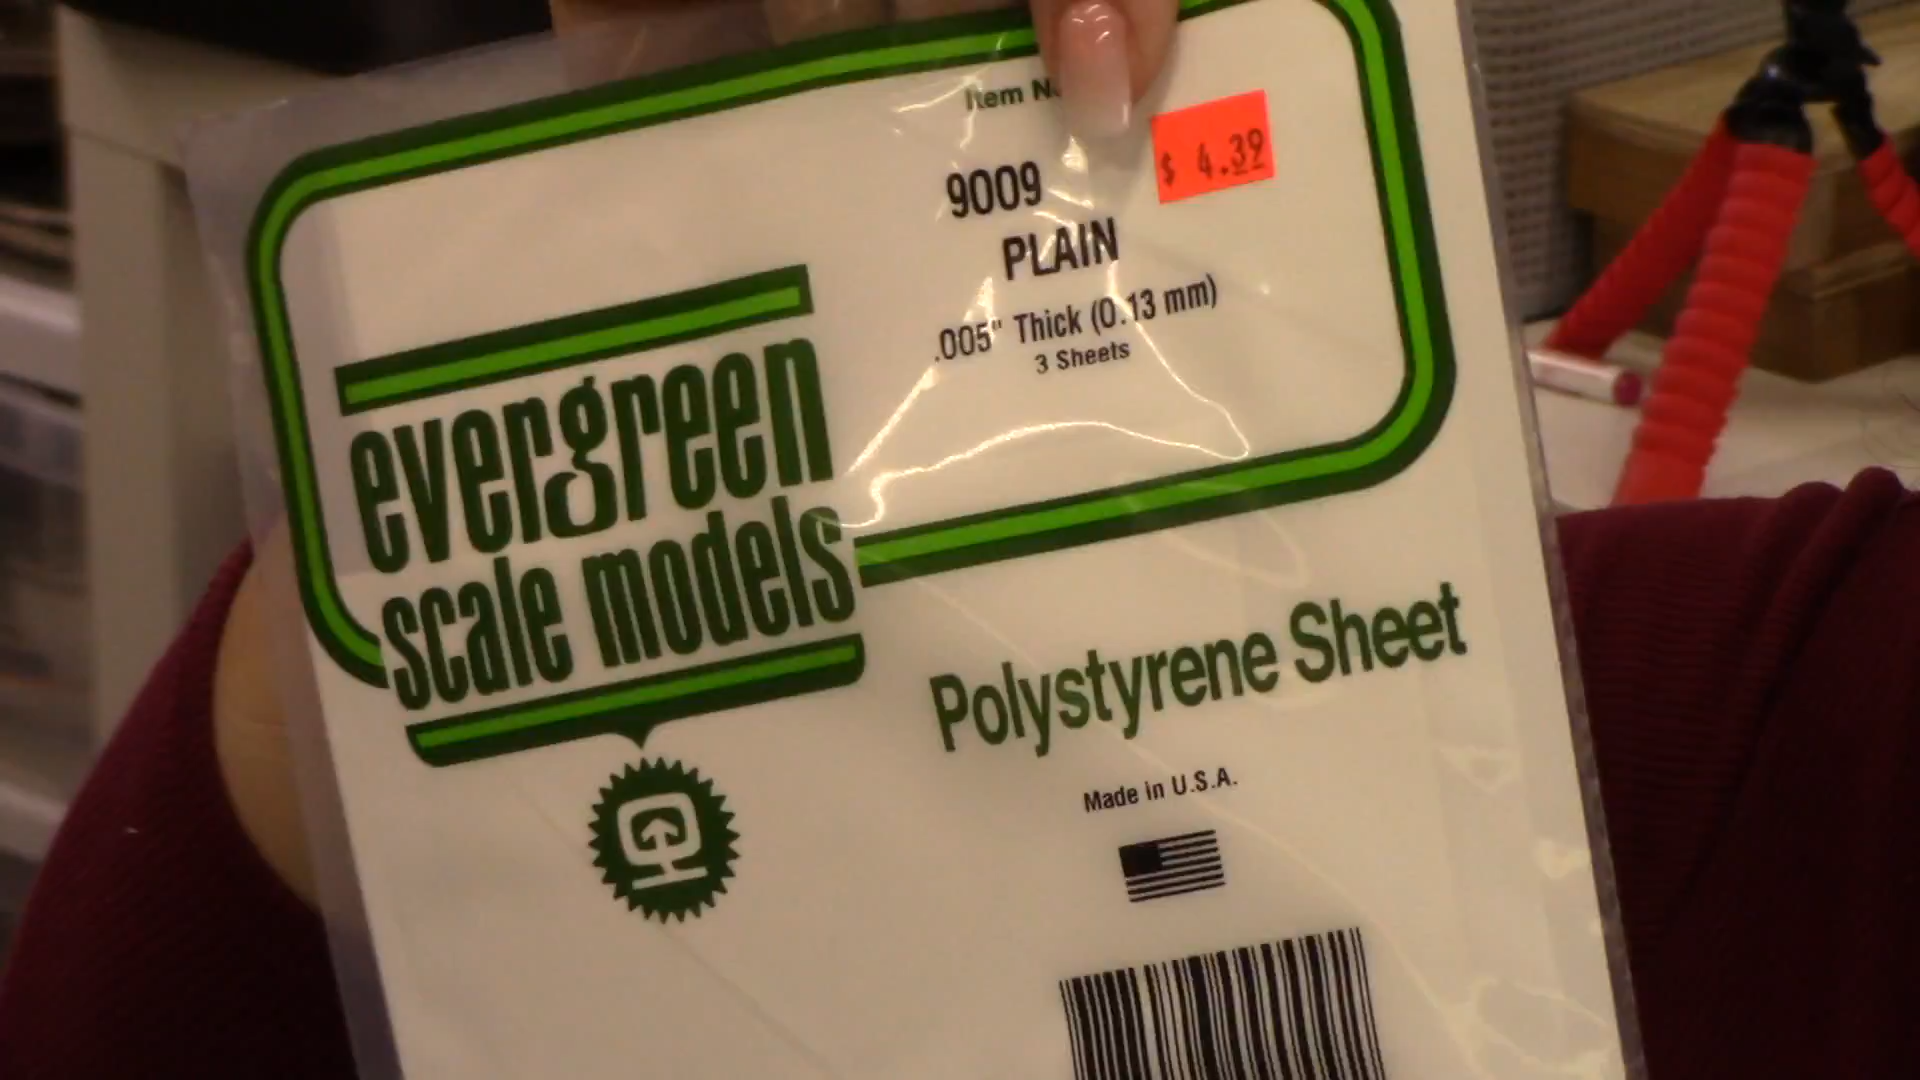 Item No
9009
$ 4.39
PLAIN
.005" Thick (0.13 mm)
3 Sheets
evergreen
scale models
Polystyrene Sheet
Made in U.S.A.